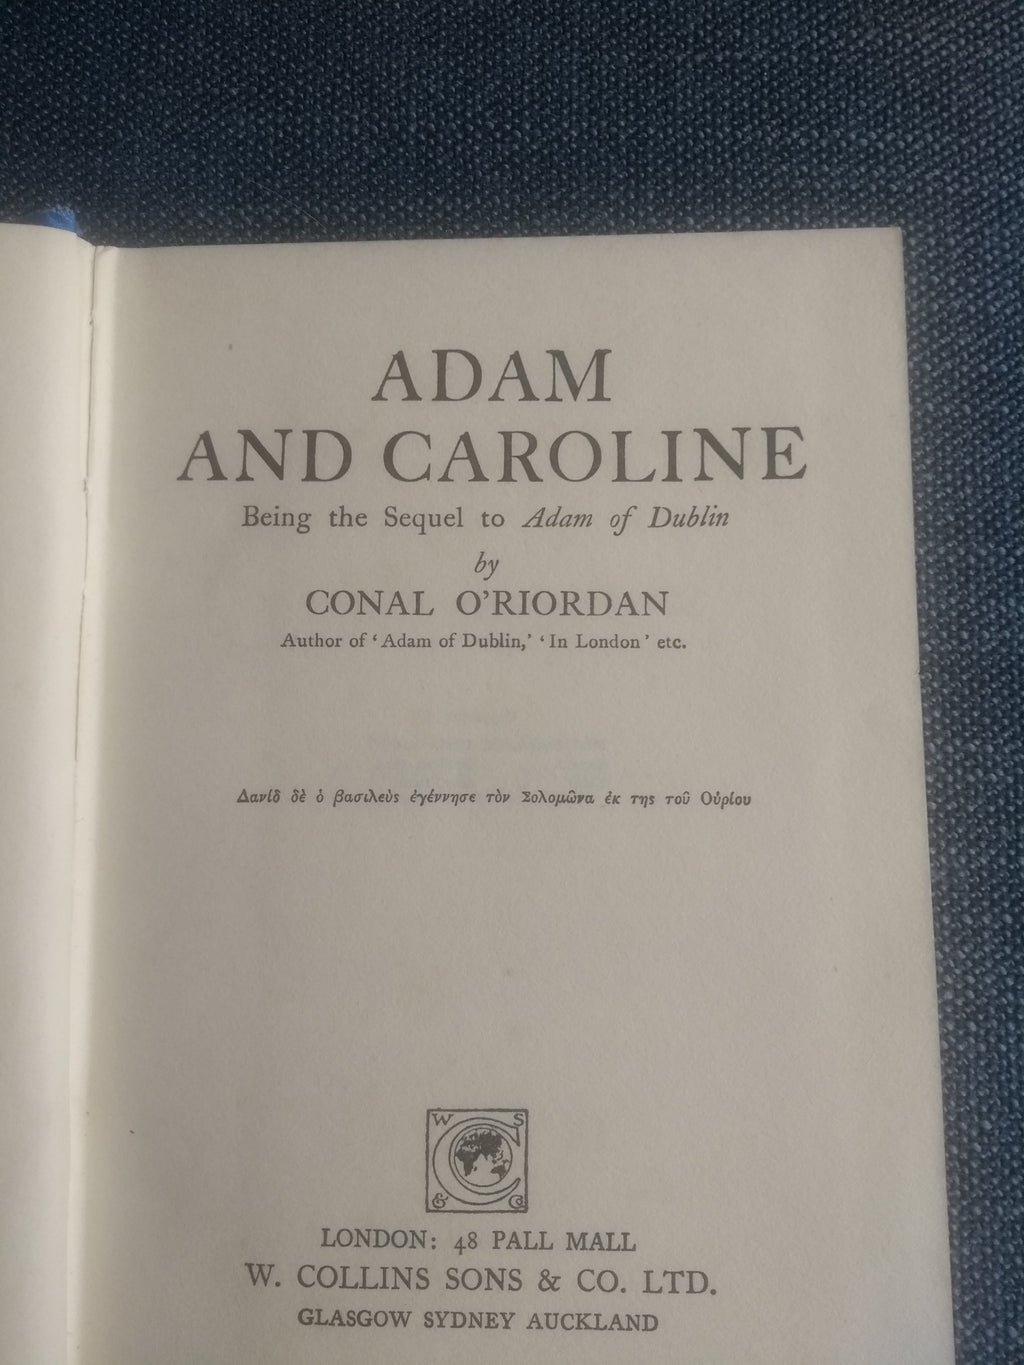 ADAM
AND CAROLINE
Being the Sequel to Adam of Dublin
by
CONAL O'RIORDAN
Author of ‘Adam of Dublin,’ ‘In London’ etc.
Δανίδ δὲ ὁ βασιλεὺς ἐγέννησε τὸν Σολομῶνα ἐκ της τοῦ Οὐρίου
W S
C
& Co
LONDON: 48 PALL MALL
W. COLLINS SONS & CO. LTD.
GLASGOW SYDNEY AUCKLAND